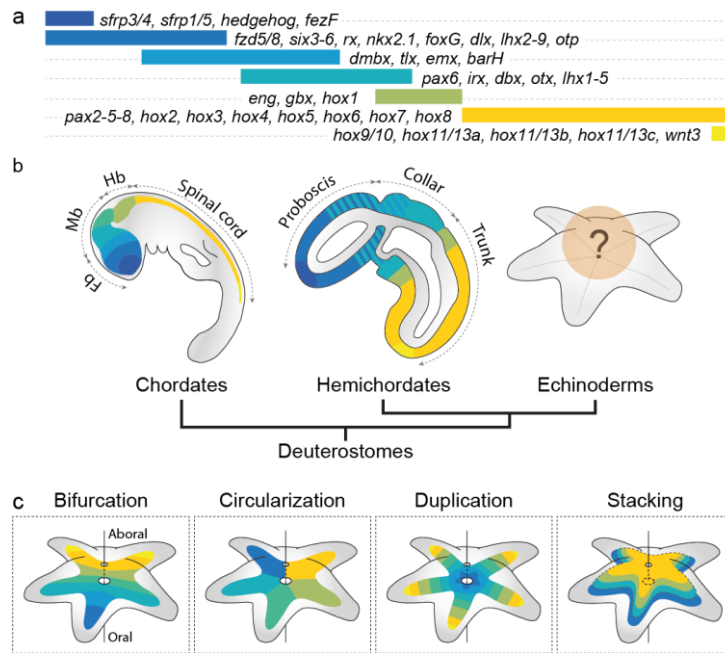 a
sfrp3/4, sfrp1/5, hedgehog, fezF
fzd5/8, six3-6, rx, nkx2.1, foxG, dlx, lhx2-9, otp
dmbx, tlx, emx, barH
pax6, irx, dbx, otx, lhx1-5
eng, gbx, hox1
pax2-5-8, hox2, hox3, hox4, hox5, hox6, hox7, hox8
hox9/10, hox11/13a, hox11/13b, hox11/13c, wnt3
b
Fb
Mb
Hb
Spinal cord
Proboscis
Collar
Trunk
?
Chordates
Hemichordates
Echinoderms
Deuterostomes
c
Bifurcation
Circularization
Duplication
Stacking
Aboral
Oral